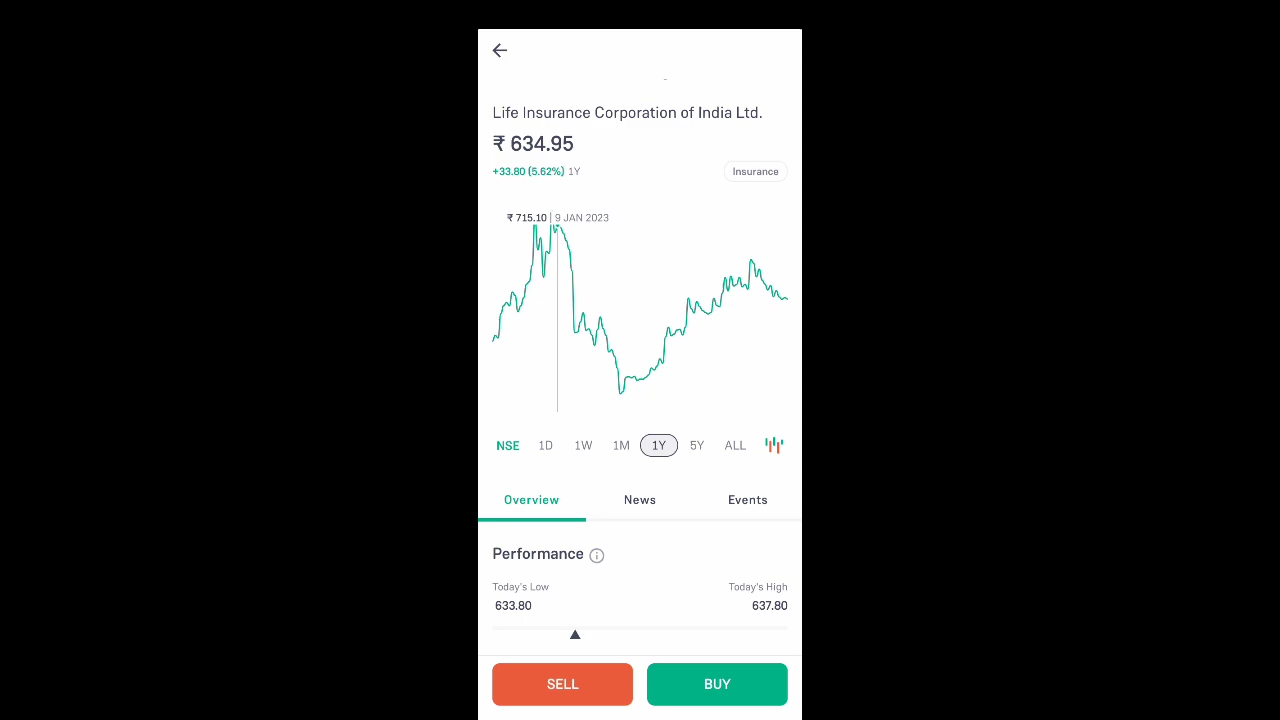 Life Insurance Corporation of India Ltd.
₹ 634.95
+33.80 (5.62%) 1Y
Insurance
₹ 715.10 | 9 JAN 2023
NSE 1D 1W 1M 1Y 5Y ALL
Overview News Events
Performance
Today's Low Today's High
633.80 637.80
SELL BUY